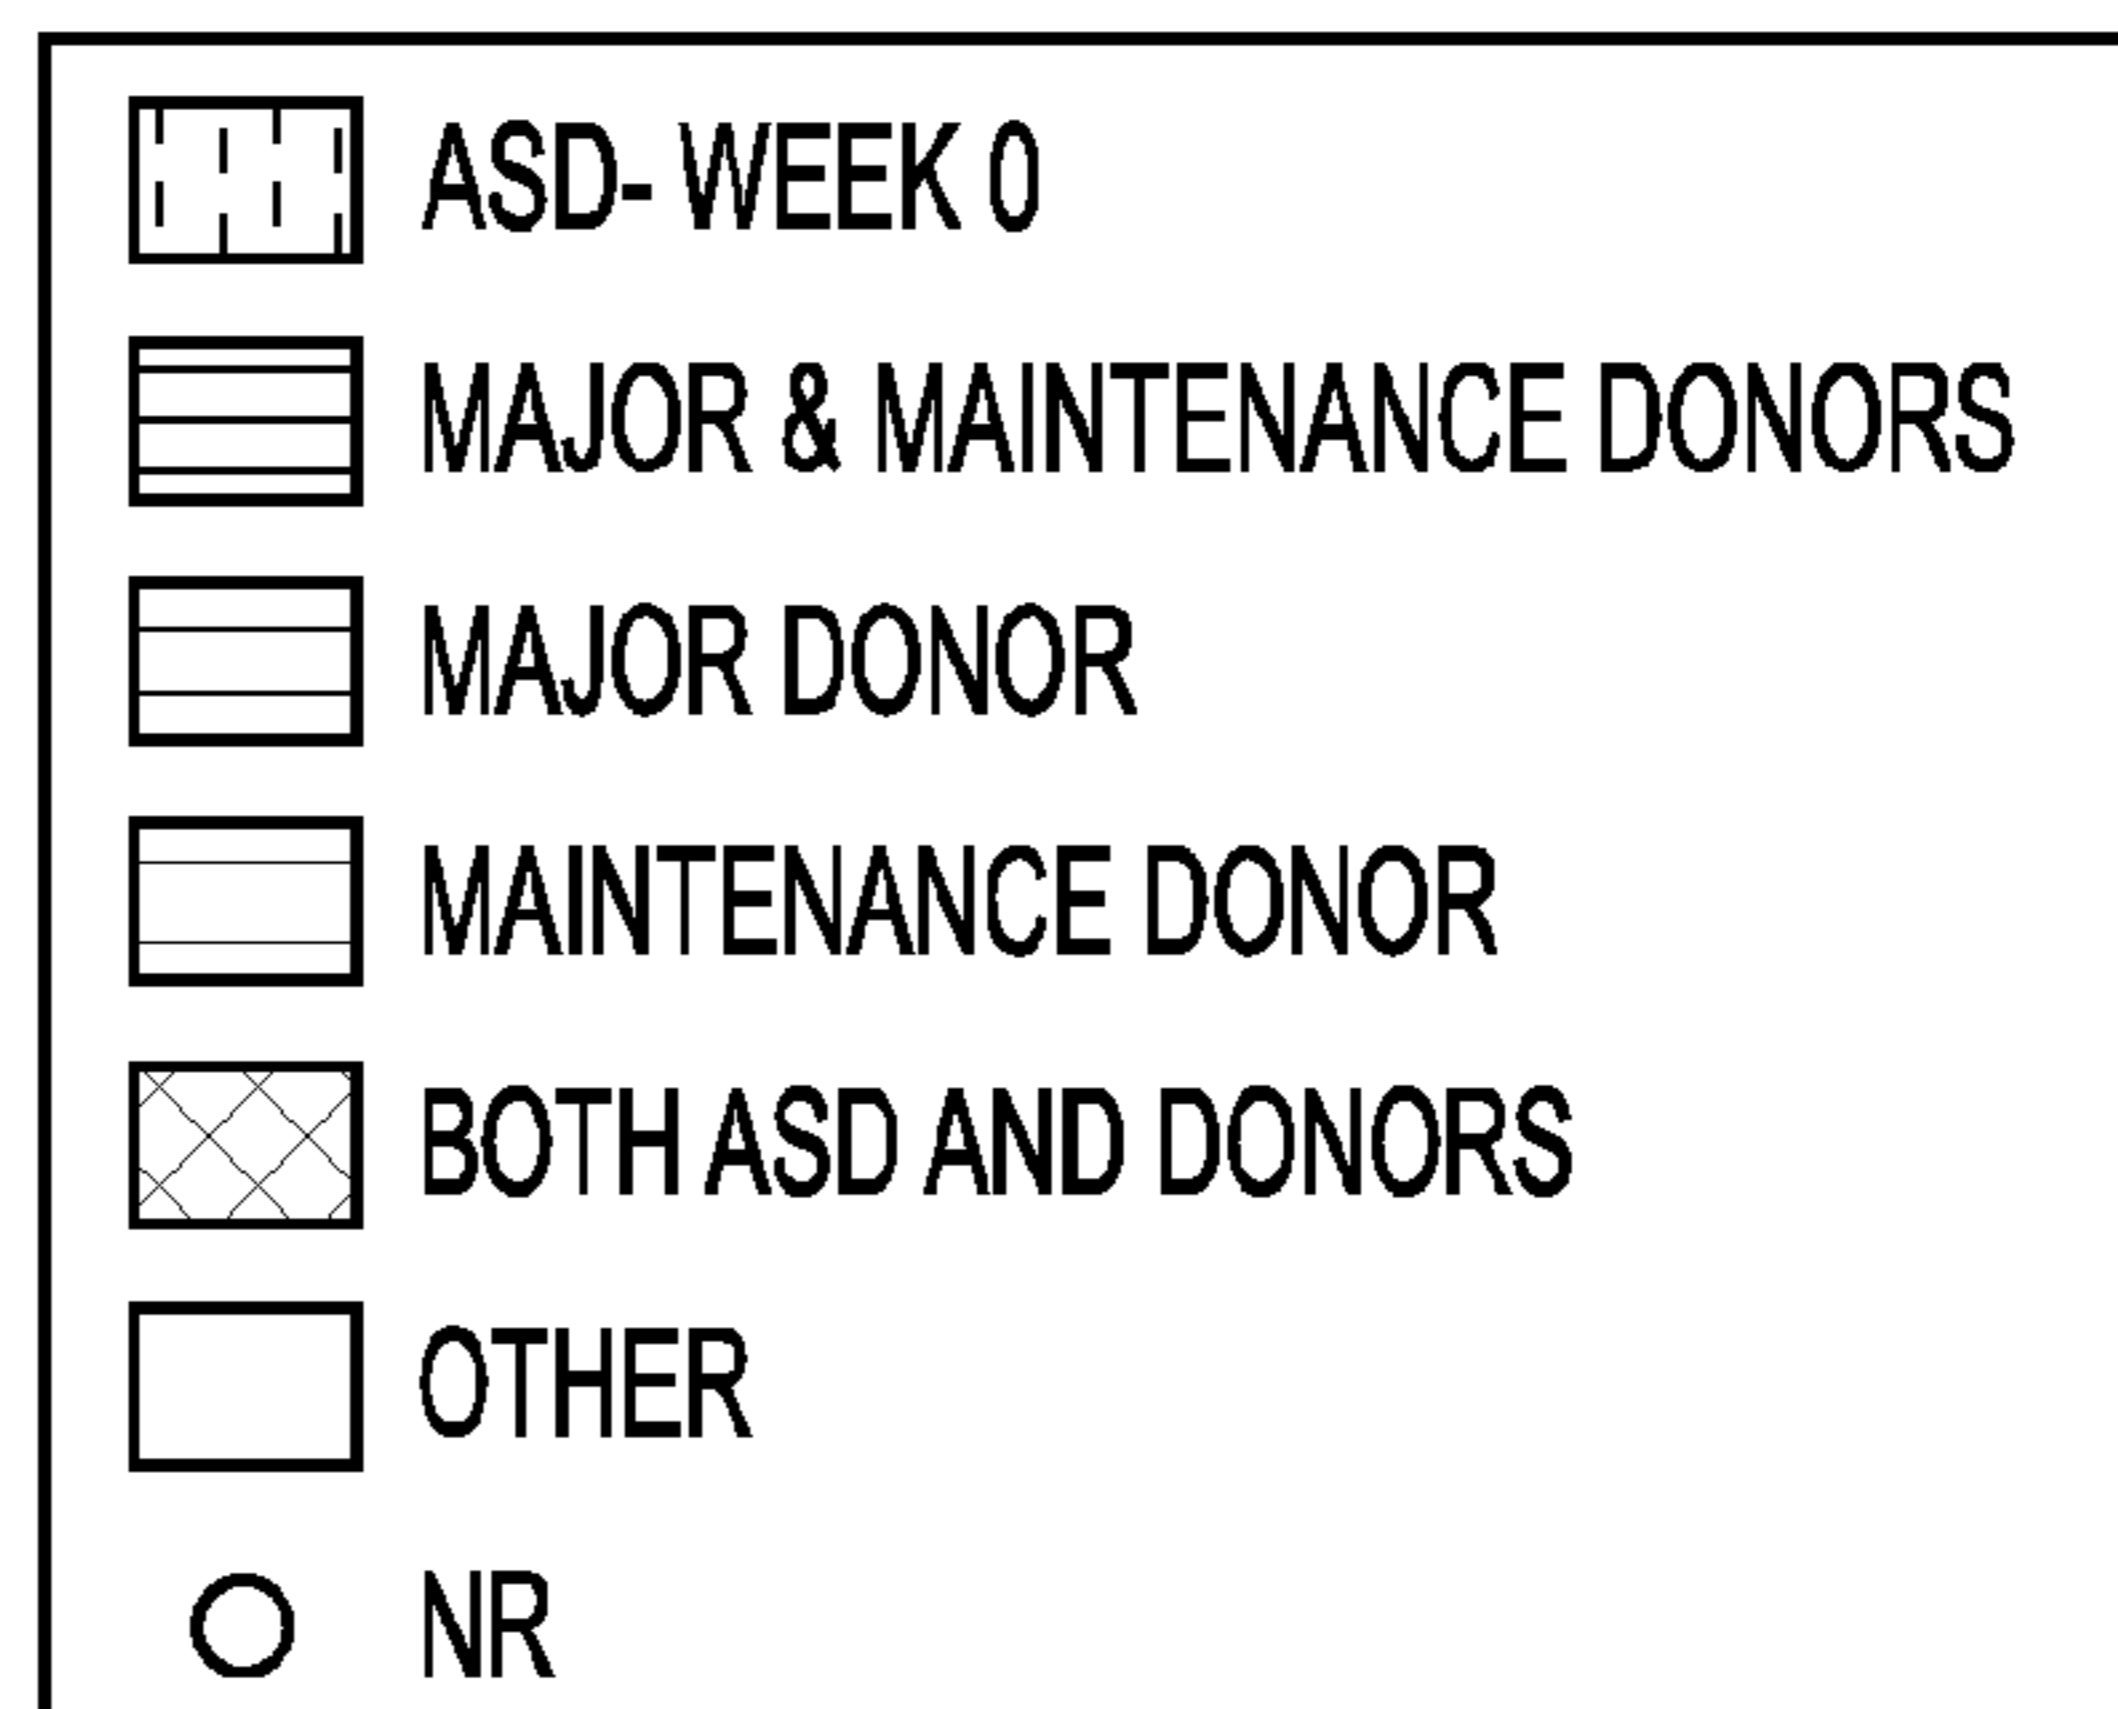 ASD- WEEK 0
MAJOR & MAINTENANCE DONORS
MAJOR DONOR
MAINTENANCE DONOR
BOTH ASD AND DONORS
OTHER
NR